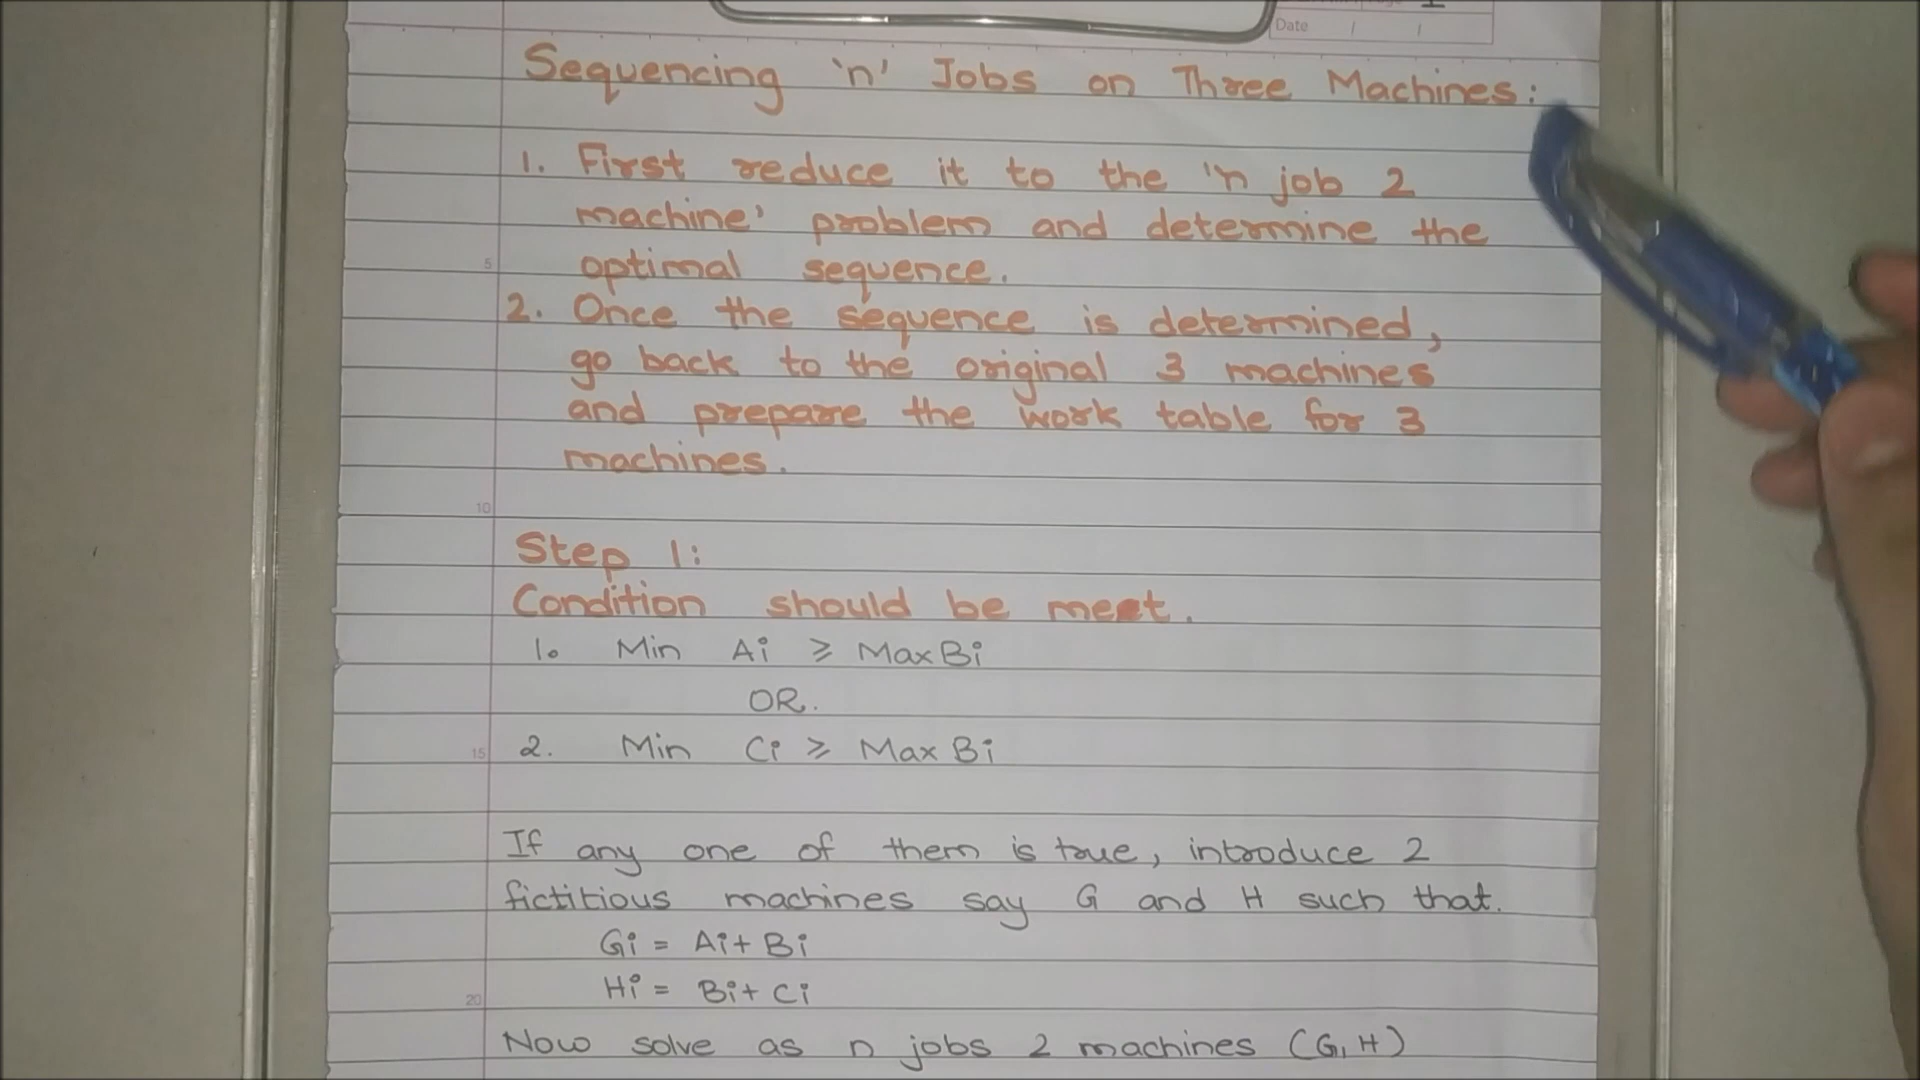 Date / /
Sequencing 'n' Jobs on Three Machines:
1. First reduce it to the 'n job 2
machine' problem and determine the
5
optimal sequence.
2. Once the sequence is determined,
go back to the original 3 machines
and prepare the work table for 3
machines.
10
Step 1:
Condition should be meet.
1. Min Ai ≥ Max Bi
OR.
15
2. Min Ci ≥ Max Bi
If any one of them is true, introduce 2
fictitious machines say G and H such that.
Gi = Ai + Bi
20
Hi = Bi + Ci
Now solve as n jobs 2 machines (G, H)